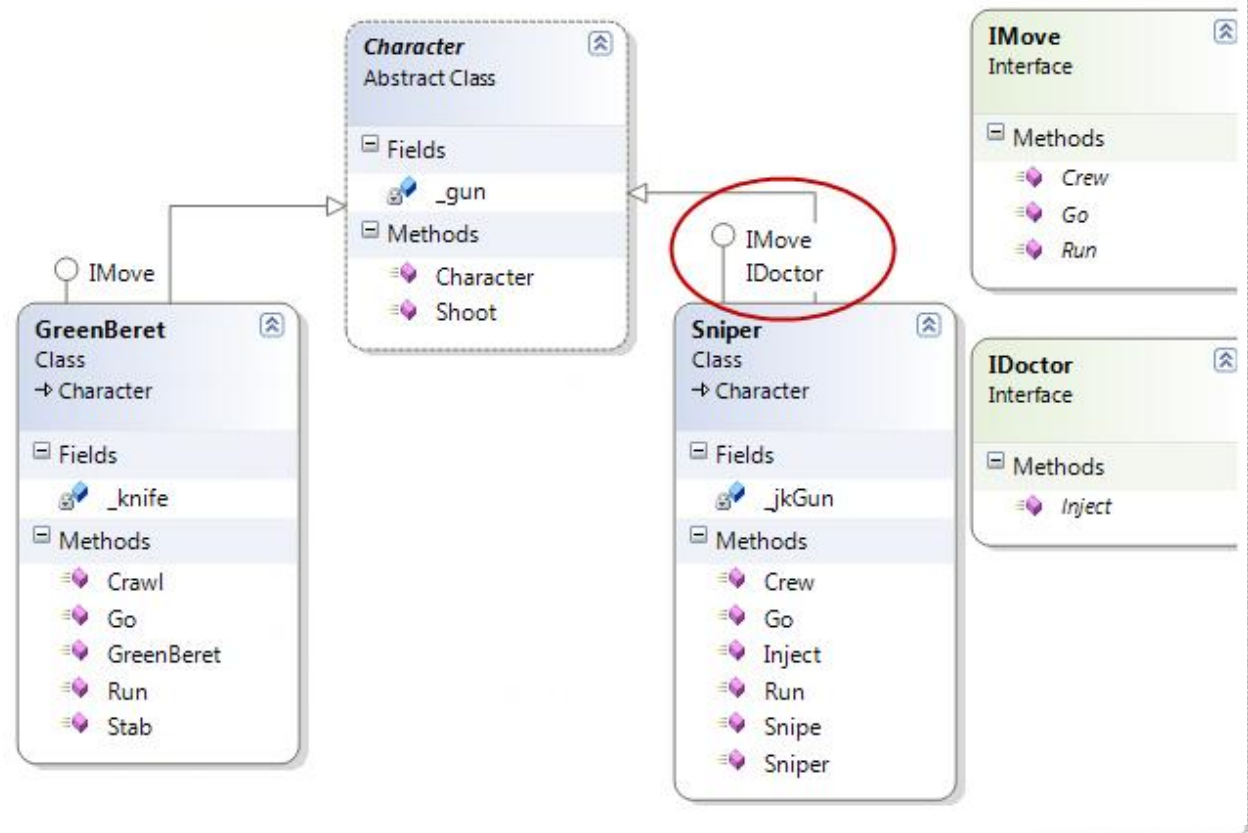 Character
Abstract Class
Fields
_gun
Methods
Character
Shoot
IMove
GreenBeret
Class
Character
Fields
_knife
Methods
Crawl
Go
GreenBeret
Run
Stab
IMove
IDoctor
Sniper
Class
Character
Fields
_jkGun
Methods
Crew
Go
Inject
Run
Snipe
Sniper
IMove
Interface
Methods
Crew
Go
Run
IDoctor
Interface
Methods
Inject